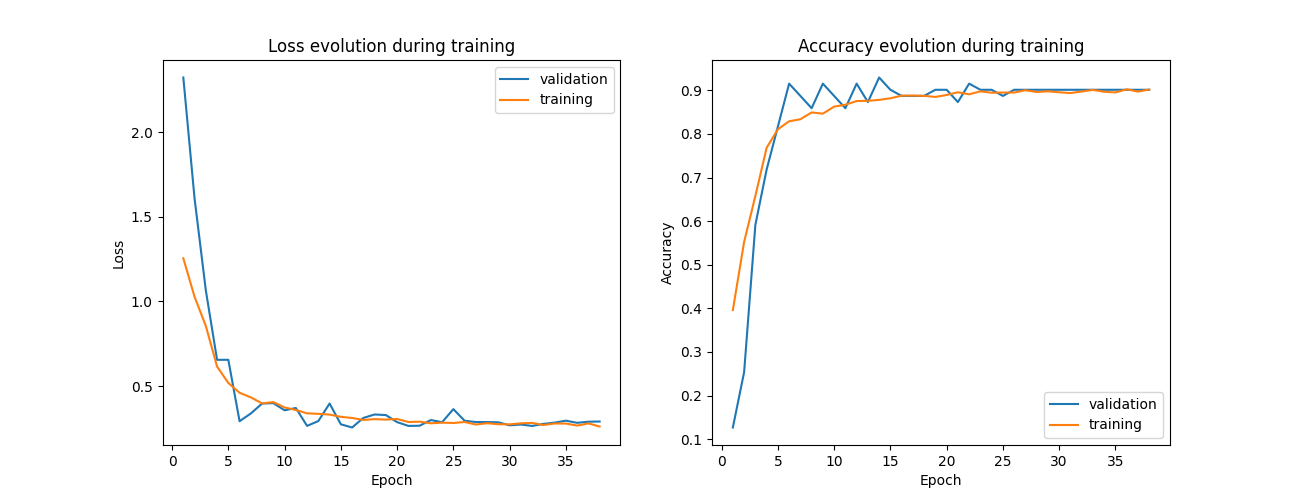 Loss evolution during training
validation
training
2.0
1.5
1.0
0.5
Loss
0 5 10 15 20 25 30 35
Epoch
Accuracy evolution during training
0.9
0.8
0.7
0.6
0.5
0.4
0.3
0.2
0.1
Accuracy
validation
training
0 5 10 15 20 25 30 35
Epoch